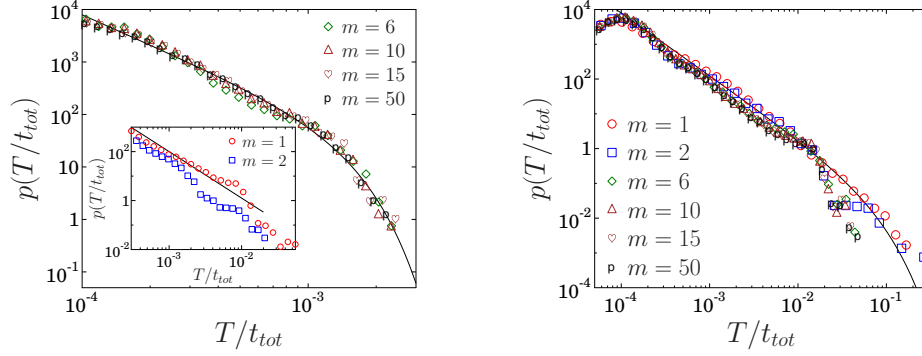 10^4
10^3
10^2
10
1
10^-1
p(T/t_tot)
m = 6
m = 10
m = 15
p m = 50
10^2
1
10^-2
p(T/t_tot)
m = 1
m = 2
10^-3
10^-2
T/t_tot
10^-4
10^-3
T/t_tot
10^4
10^2
1
10^-2
10^-4
p(T/t_tot)
m = 1
m = 2
m = 6
m = 10
m = 15
p m = 50
10^-4
10^-3
10^-2
10^-1
T/t_tot